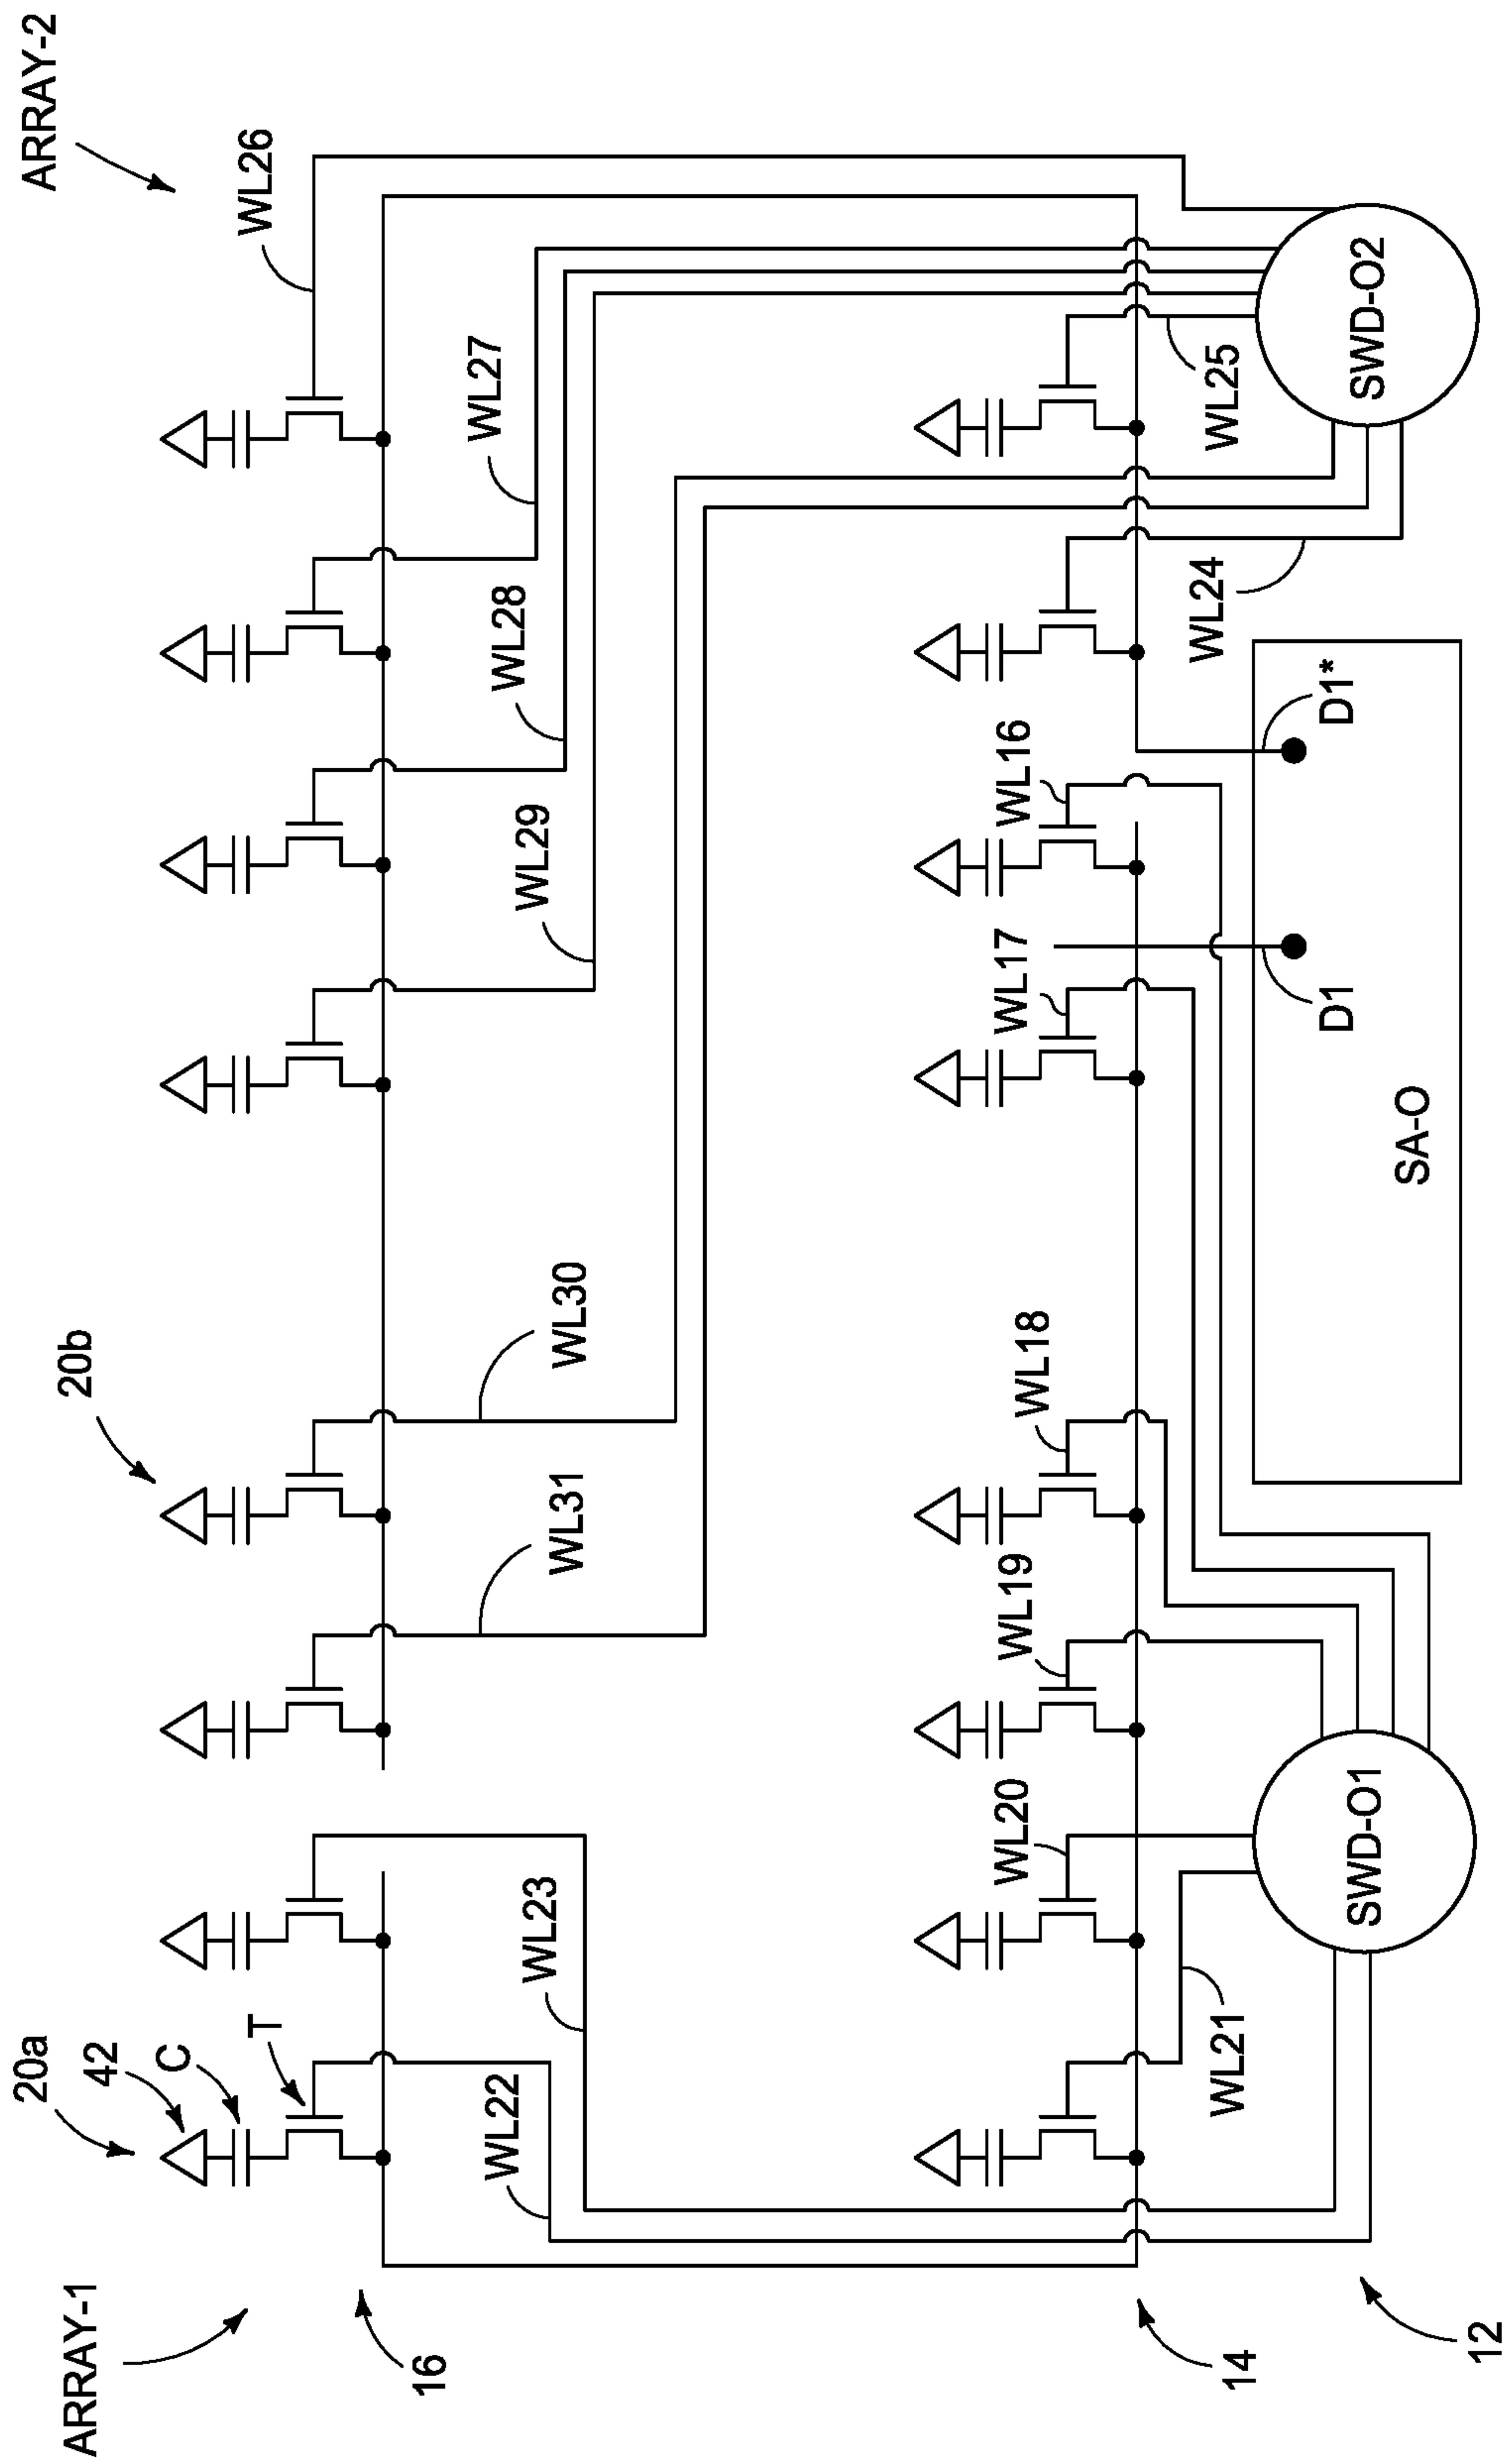 ARRAY-1
ARRAY-2
20a
42
C
T
20b
16
WL22
WL23
WL31
WL30
WL29
WL28
WL27
WL26
14
WL21
WL20
WL19
WL18
WL17
WL16
WL24
WL25
12
SWD-O1
SA-O
D1
D1*
SWD-O2